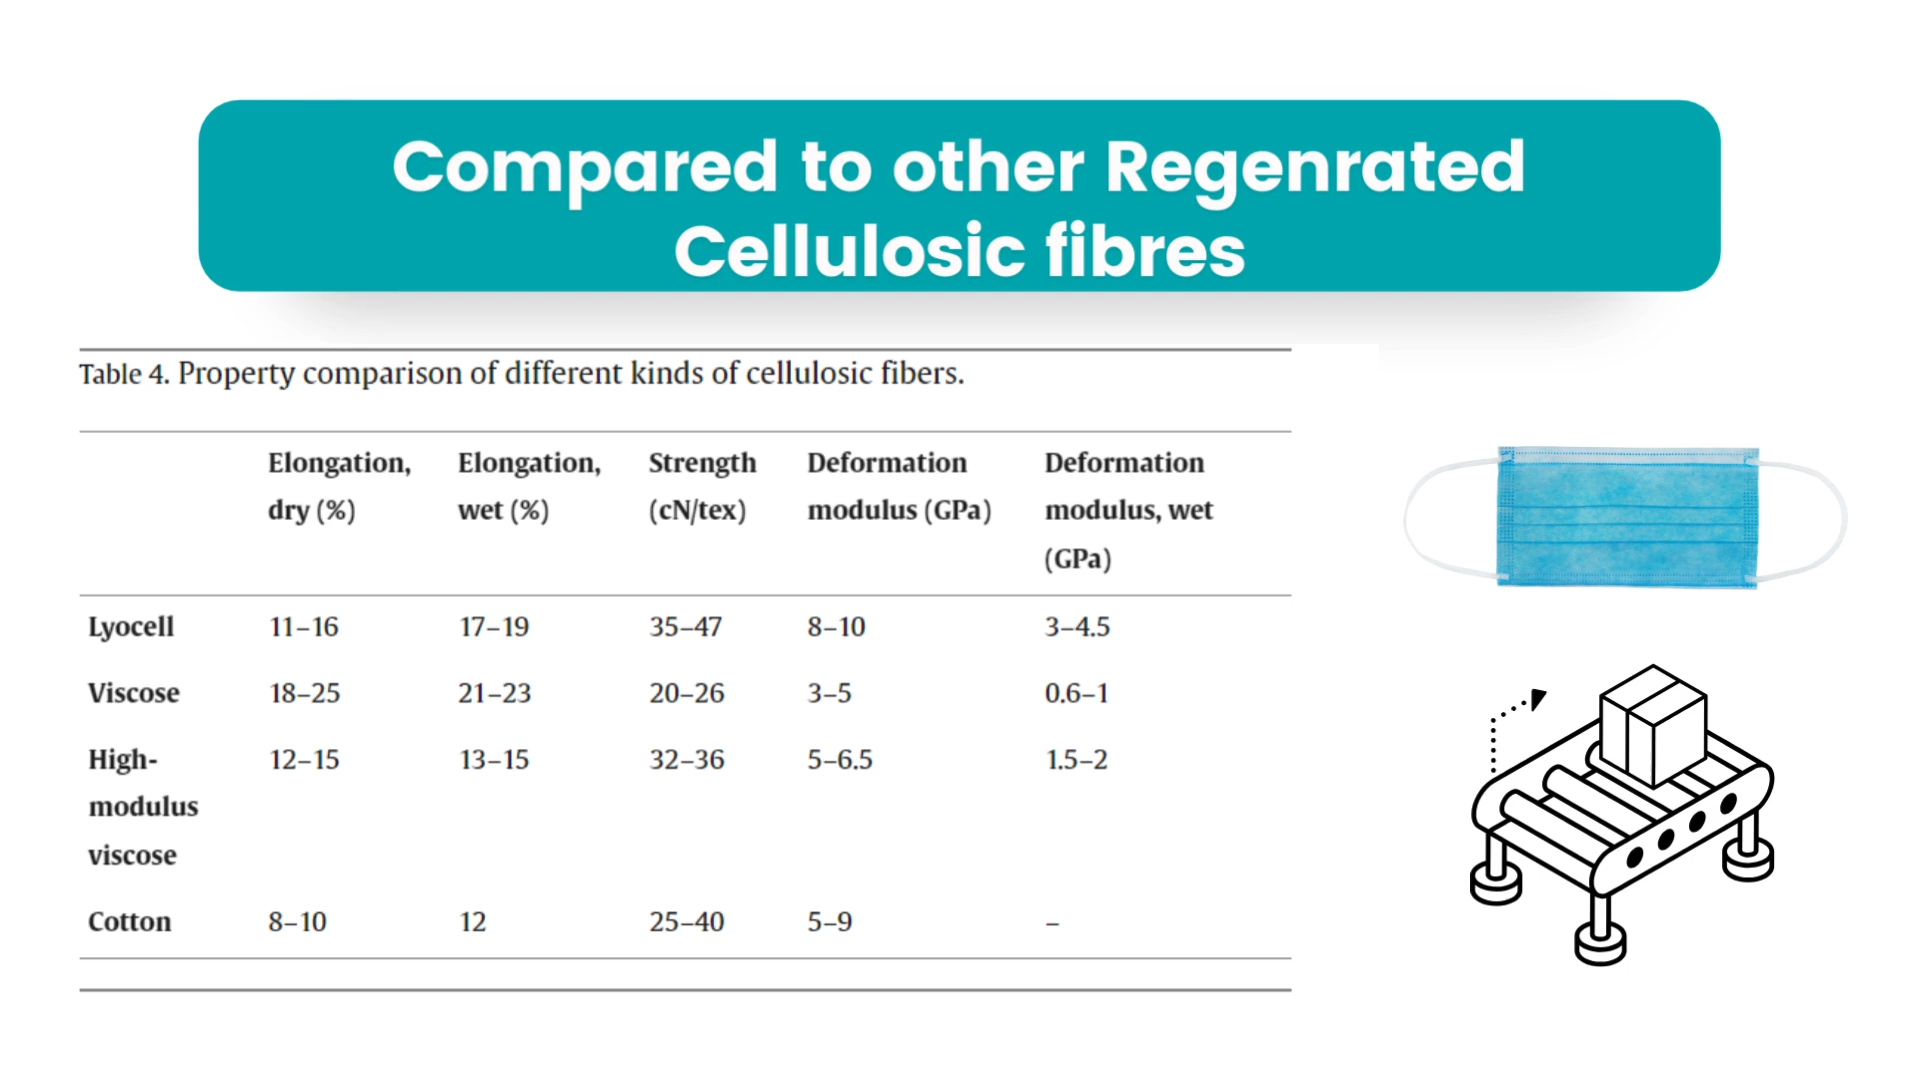 Compared to other Regenrated
Cellulosic fibres
Table 4. Property comparison of different kinds of cellulosic fibers.
Elongation, Elongation, Strength Deformation Deformation
dry (%) wet (%) (cN/tex) modulus (GPa) modulus, wet
(GPa)
Lyocell 11–16 17–19 35–47 8–10 3–4.5
Viscose 18–25 21–23 20–26 3–5 0.6–1
High- 12–15 13–15 32–36 5–6.5 1.5–2
modulus
viscose
Cotton 8–10 12 25–40 5–9 –